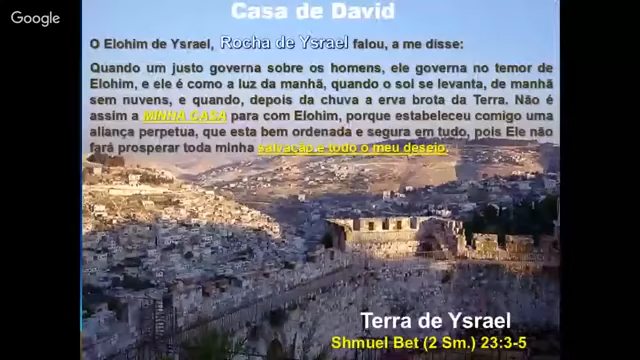 Google
Casa de David
O Elohim de Ysrael, Rocha de Ysrael falou, a me disse:
Quando um justo governa sobre os homens, ele governa no temor de
Elohim, e ele é como a luz da manhã, quando o sol se levanta, de manhã
sem nuvens, e quando, depois da chuva a erva brota da Terra. Não é
assim a MINHA CASA para com Elohim, porque estabeleceu comigo uma
aliança perpetua, que esta bem ordenada e segura em tudo, pois Ele não
fará prosperar toda minha salvação e todo o meu desejo.
Terra de Ysrael
Shmuel Bet (2 Sm.) 23:3-5